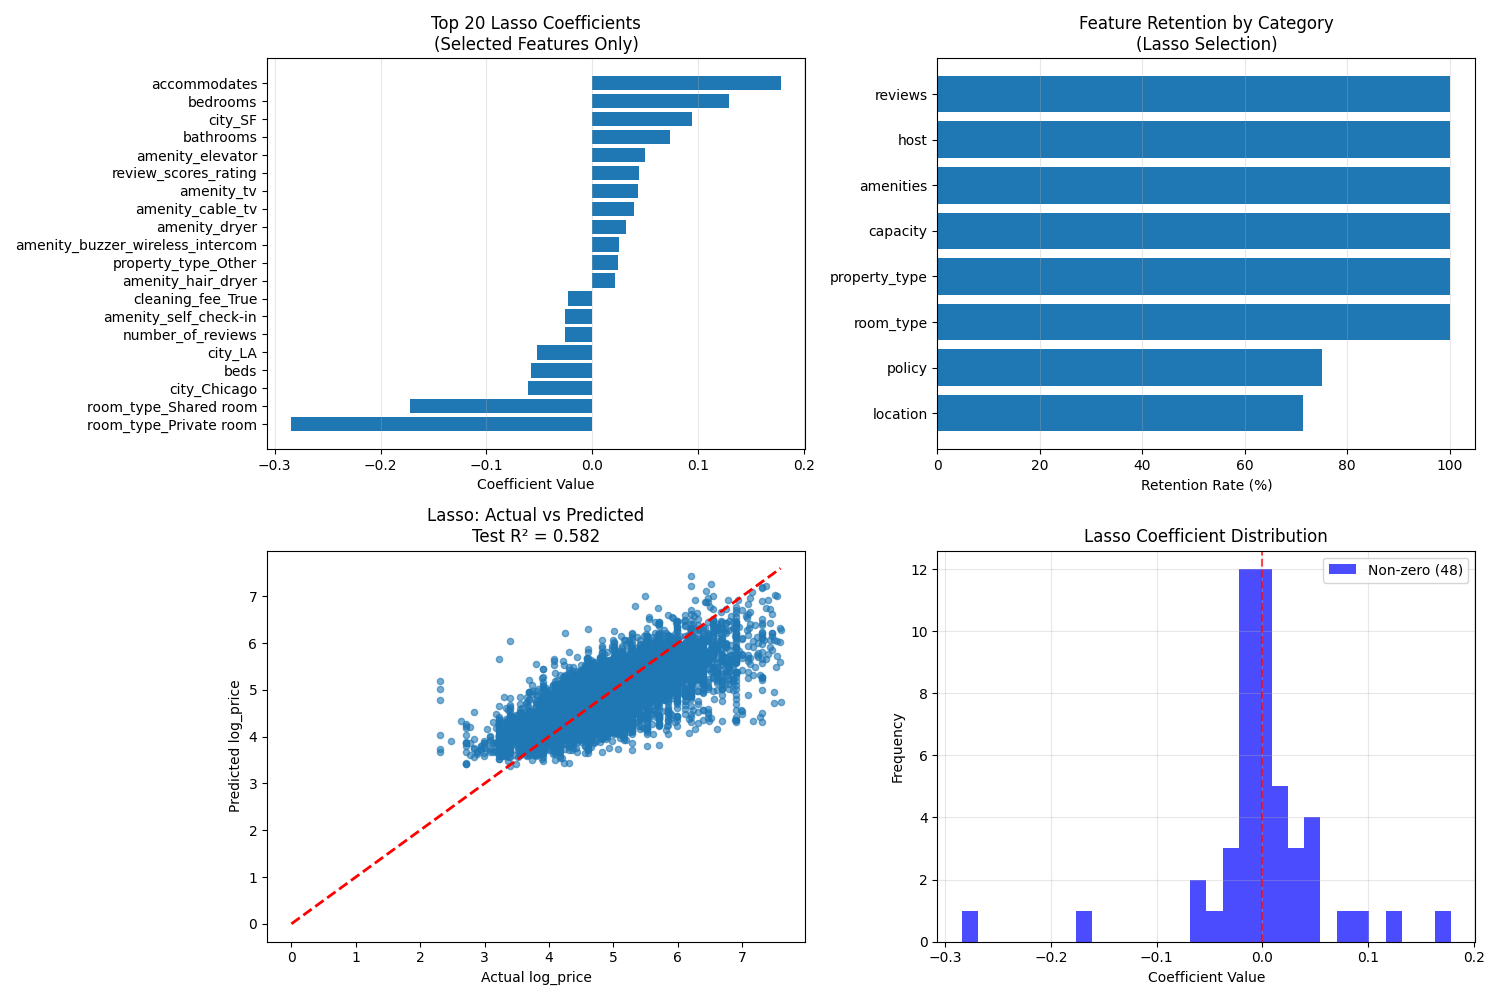 Top 20 Lasso Coefficients
(Selected Features Only)
accommodates
bedrooms
city_SF
bathrooms
amenity_elevator
review_scores_rating
amenity_tv
amenity_cable_tv
amenity_dryer
amenity_buzzer_wireless_intercom
property_type_Other
amenity_hair_dryer
cleaning_fee_True
amenity_self_check-in
number_of_reviews
city_LA
beds
city_Chicago
room_type_Shared room
room_type_Private room
−0.3 −0.2 −0.1 0.0 0.1 0.2
Coefficient Value
Feature Retention by Category
(Lasso Selection)
reviews
host
amenities
capacity
property_type
room_type
policy
location
0 20 40 60 80 100
Retention Rate (%)
Lasso: Actual vs Predicted
Test R² = 0.582
Predicted log_price
7
6
5
4
3
2
1
0
0 1 2 3 4 5 6 7
Actual log_price
Lasso Coefficient Distribution
Non-zero (48)
Frequency
12
10
8
6
4
2
0
−0.3 −0.2 −0.1 0.0 0.1 0.2
Coefficient Value